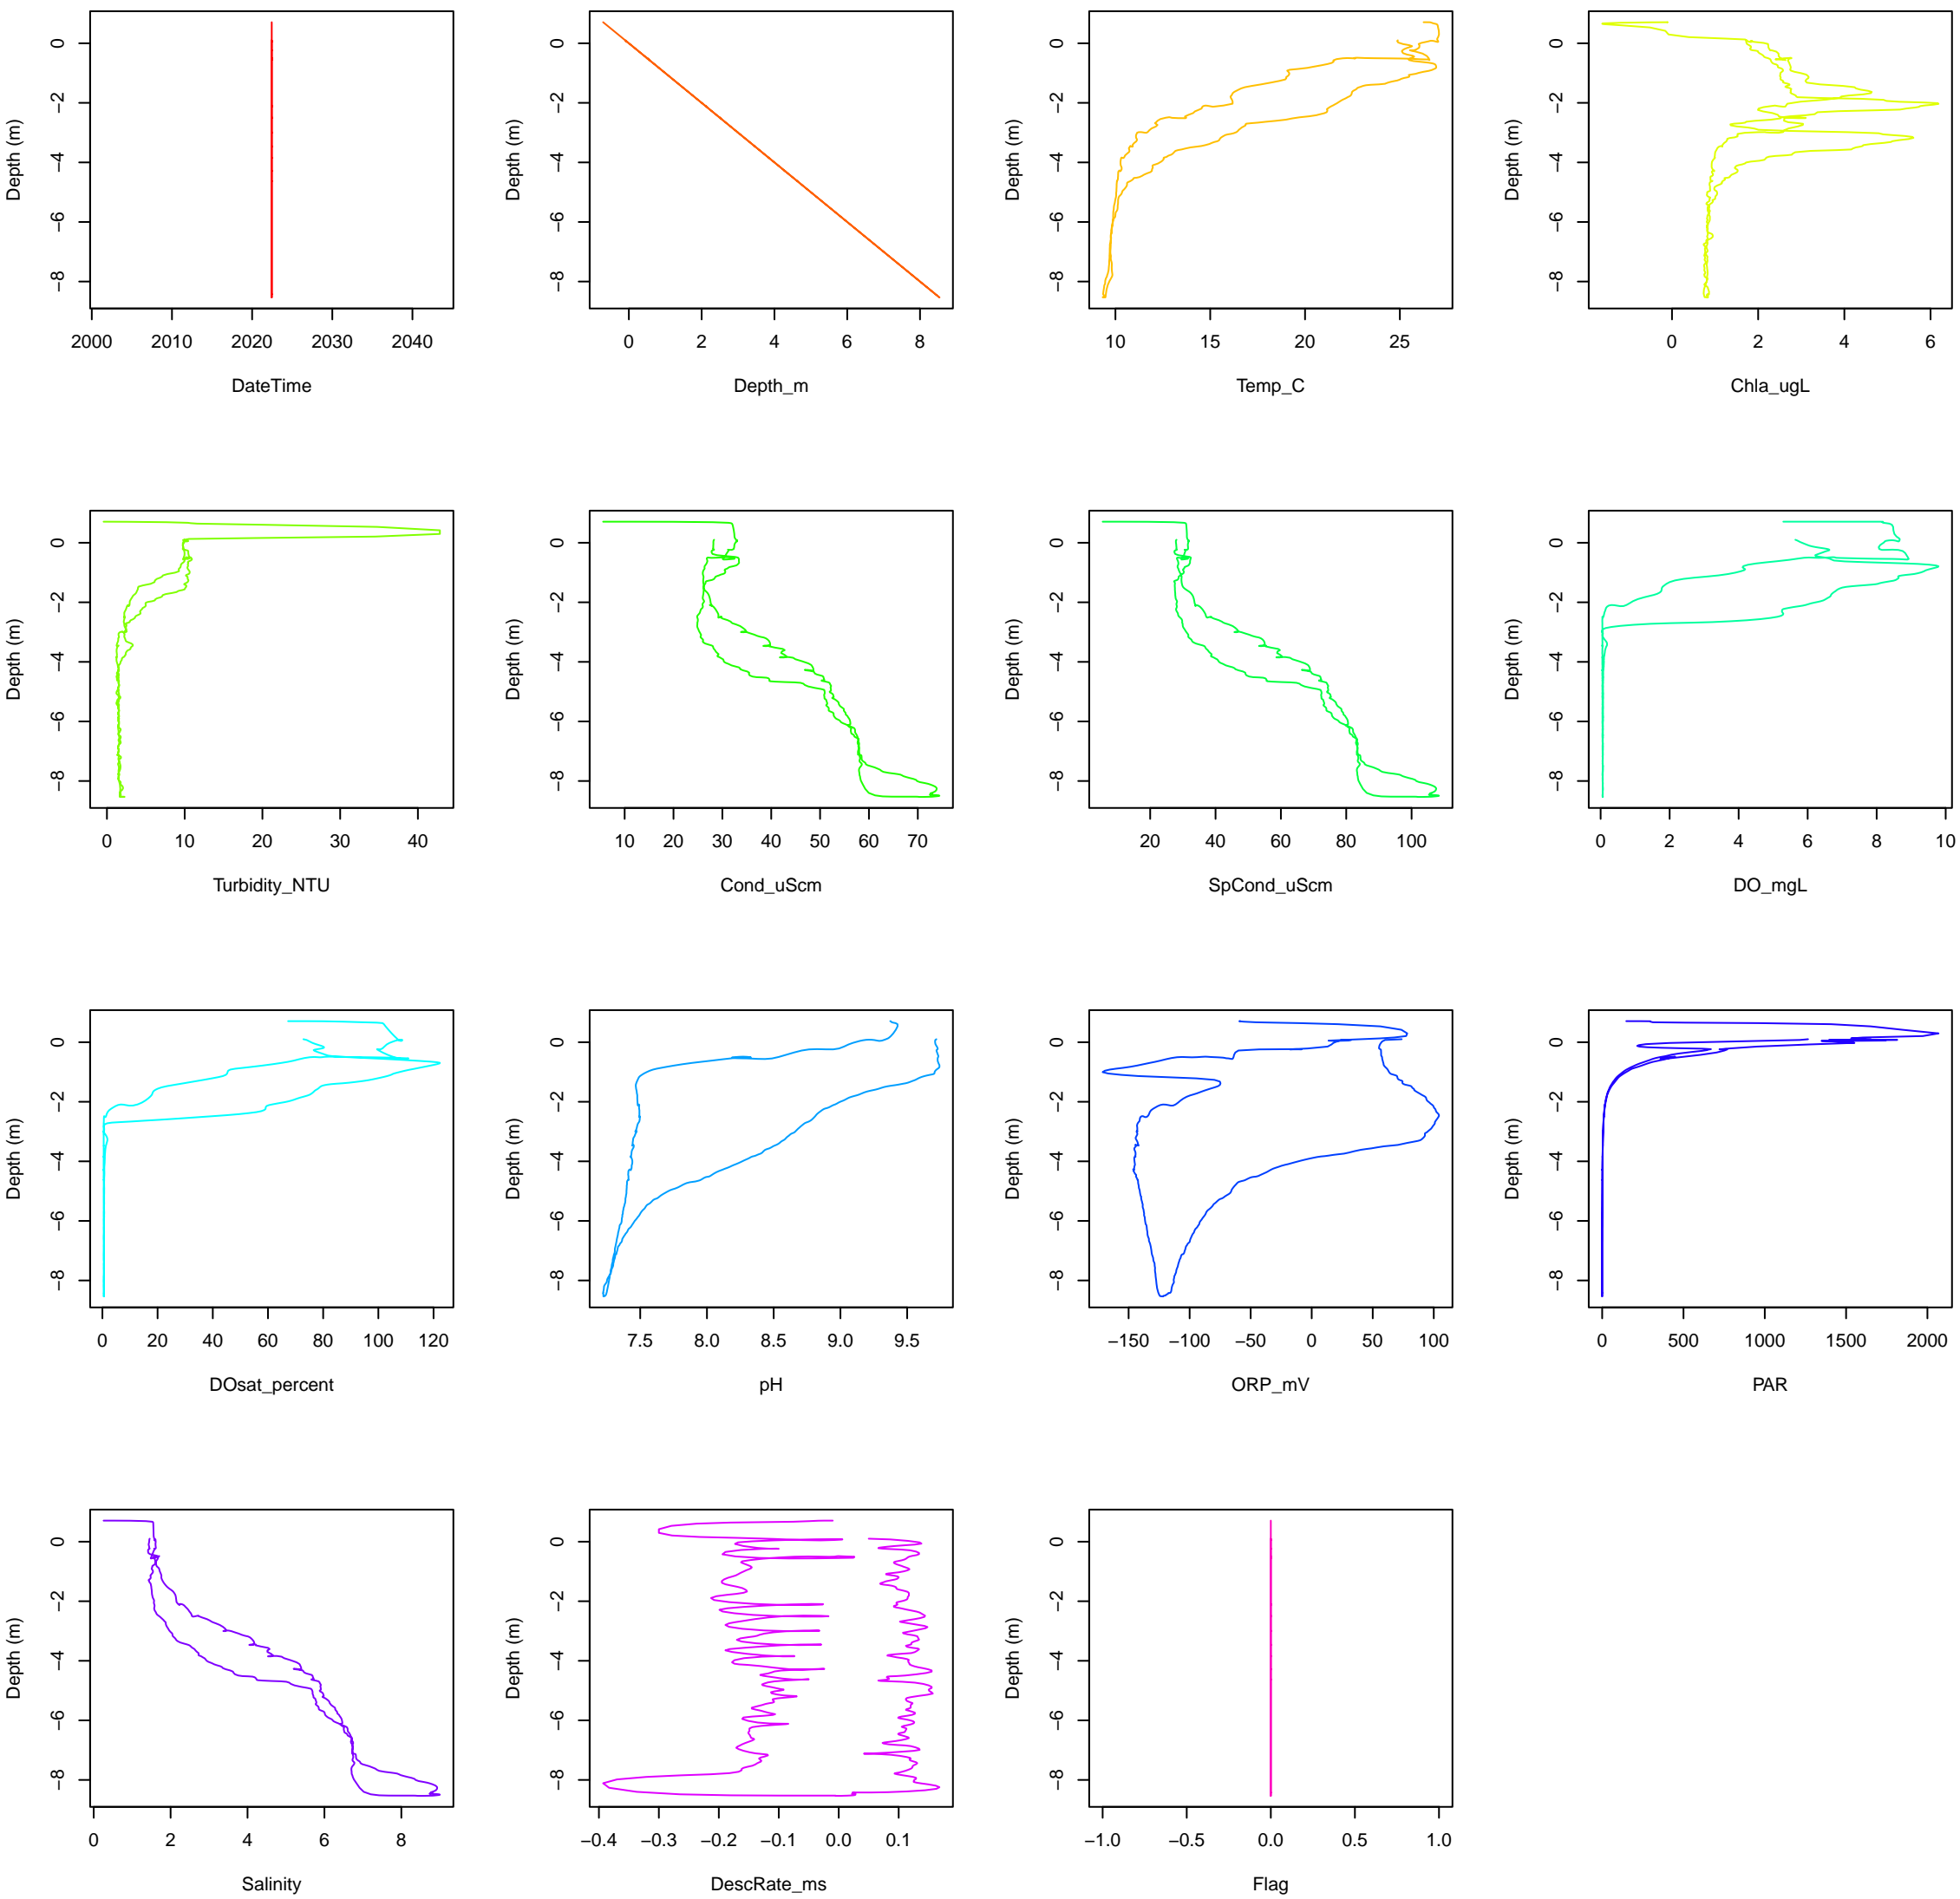 Depth (m)
0
−2
−4
−6
−8
2000 2010 2020 2030 2040
DateTime
Depth (m)
0
−2
−4
−6
−8
0 2 4 6 8
Depth_m
Depth (m)
0
−2
−4
−6
−8
10 15 20 25
Temp_C
Depth (m)
0
−2
−4
−6
−8
0 2 4 6
Chla_ugL
Depth (m)
0
−2
−4
−6
−8
0 10 20 30 40
Turbidity_NTU
Depth (m)
0
−2
−4
−6
−8
10 20 30 40 50 60 70
Cond_uScm
Depth (m)
0
−2
−4
−6
−8
20 40 60 80 100
SpCond_uScm
Depth (m)
0
−2
−4
−6
−8
0 2 4 6 8 10
DO_mgL
Depth (m)
0
−2
−4
−6
−8
0 20 40 60 80 100 120
DOsat_percent
Depth (m)
0
−2
−4
−6
−8
7.5 8.0 8.5 9.0 9.5
pH
Depth (m)
0
−2
−4
−6
−8
−150 −100 −50 0 50 100
ORP_mV
Depth (m)
0
−2
−4
−6
−8
0 500 1000 1500 2000
PAR
Depth (m)
0
−2
−4
−6
−8
0 2 4 6 8
Salinity
Depth (m)
0
−2
−4
−6
−8
−0.4 −0.3 −0.2 −0.1 0.0 0.1
DescRate_ms
Depth (m)
0
−2
−4
−6
−8
−1.0 −0.5 0.0 0.5 1.0
Flag